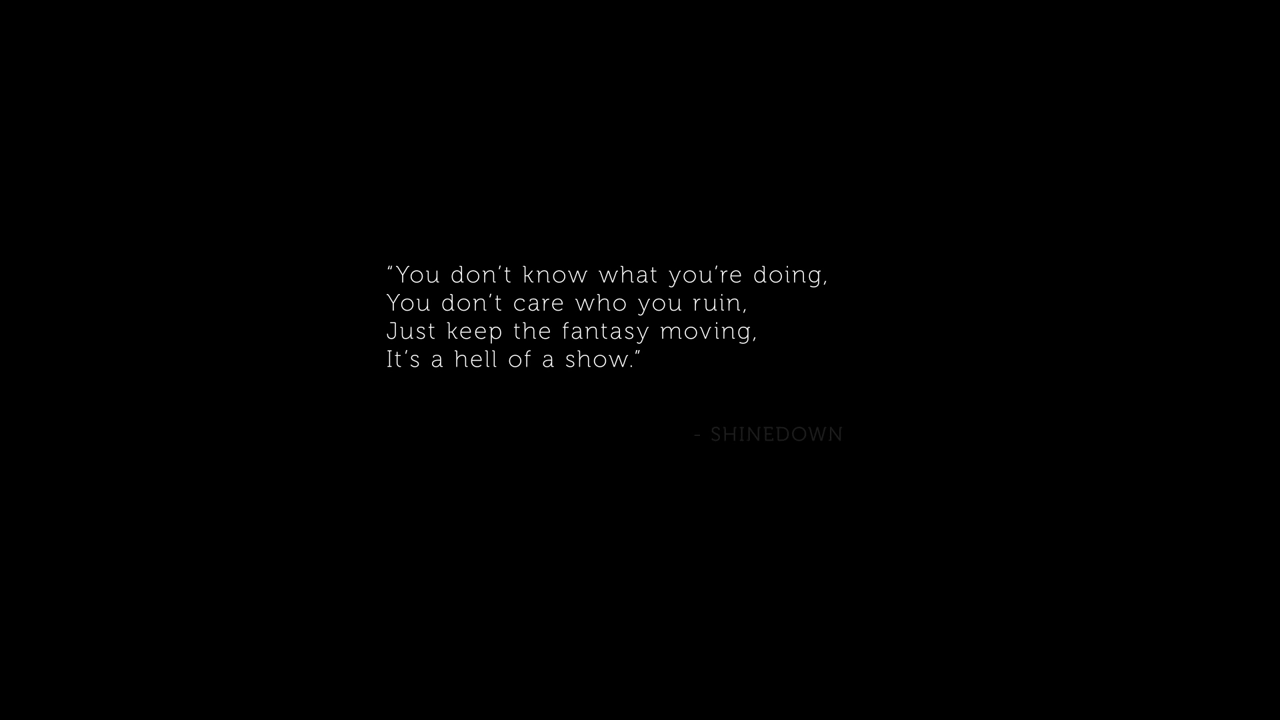 “You don’t know what you’re doing,
You don’t care who you ruin,
Just keep the fantasy moving,
It’s a hell of a show.”
- SHINEDOWN